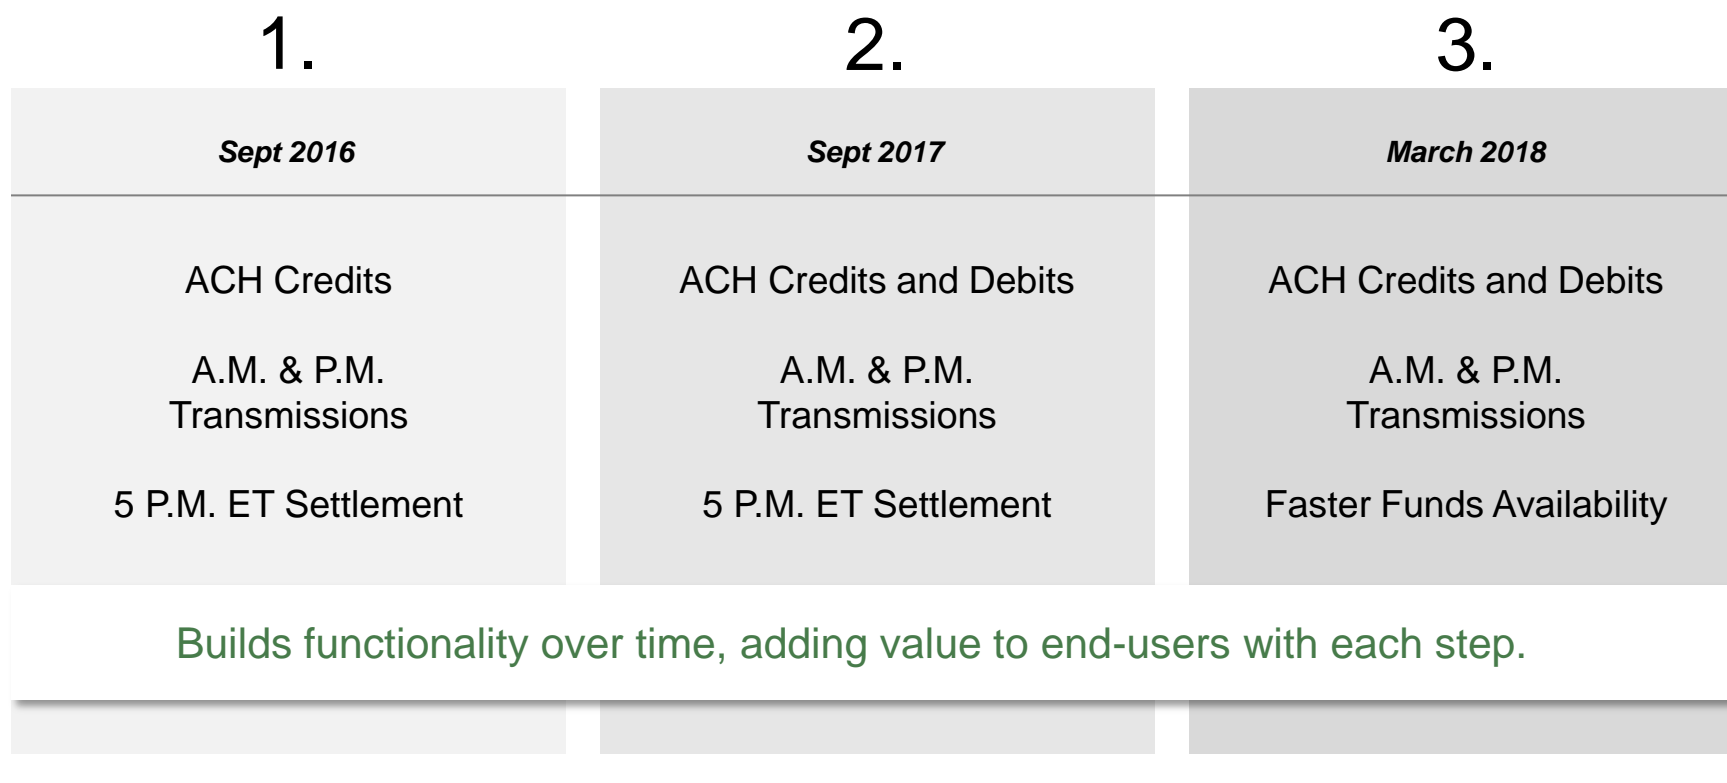 1.
Sept 2016
ACH Credits
A.M. & P.M.
Transmissions
5 P.M. ET Settlement
2.
Sept 2017
ACH Credits and Debits
A.M. & P.M.
Transmissions
5 P.M. ET Settlement
3.
March 2018
ACH Credits and Debits
A.M. & P.M.
Transmissions
Faster Funds Availability
Builds functionality over time, adding value to end-users with each step.